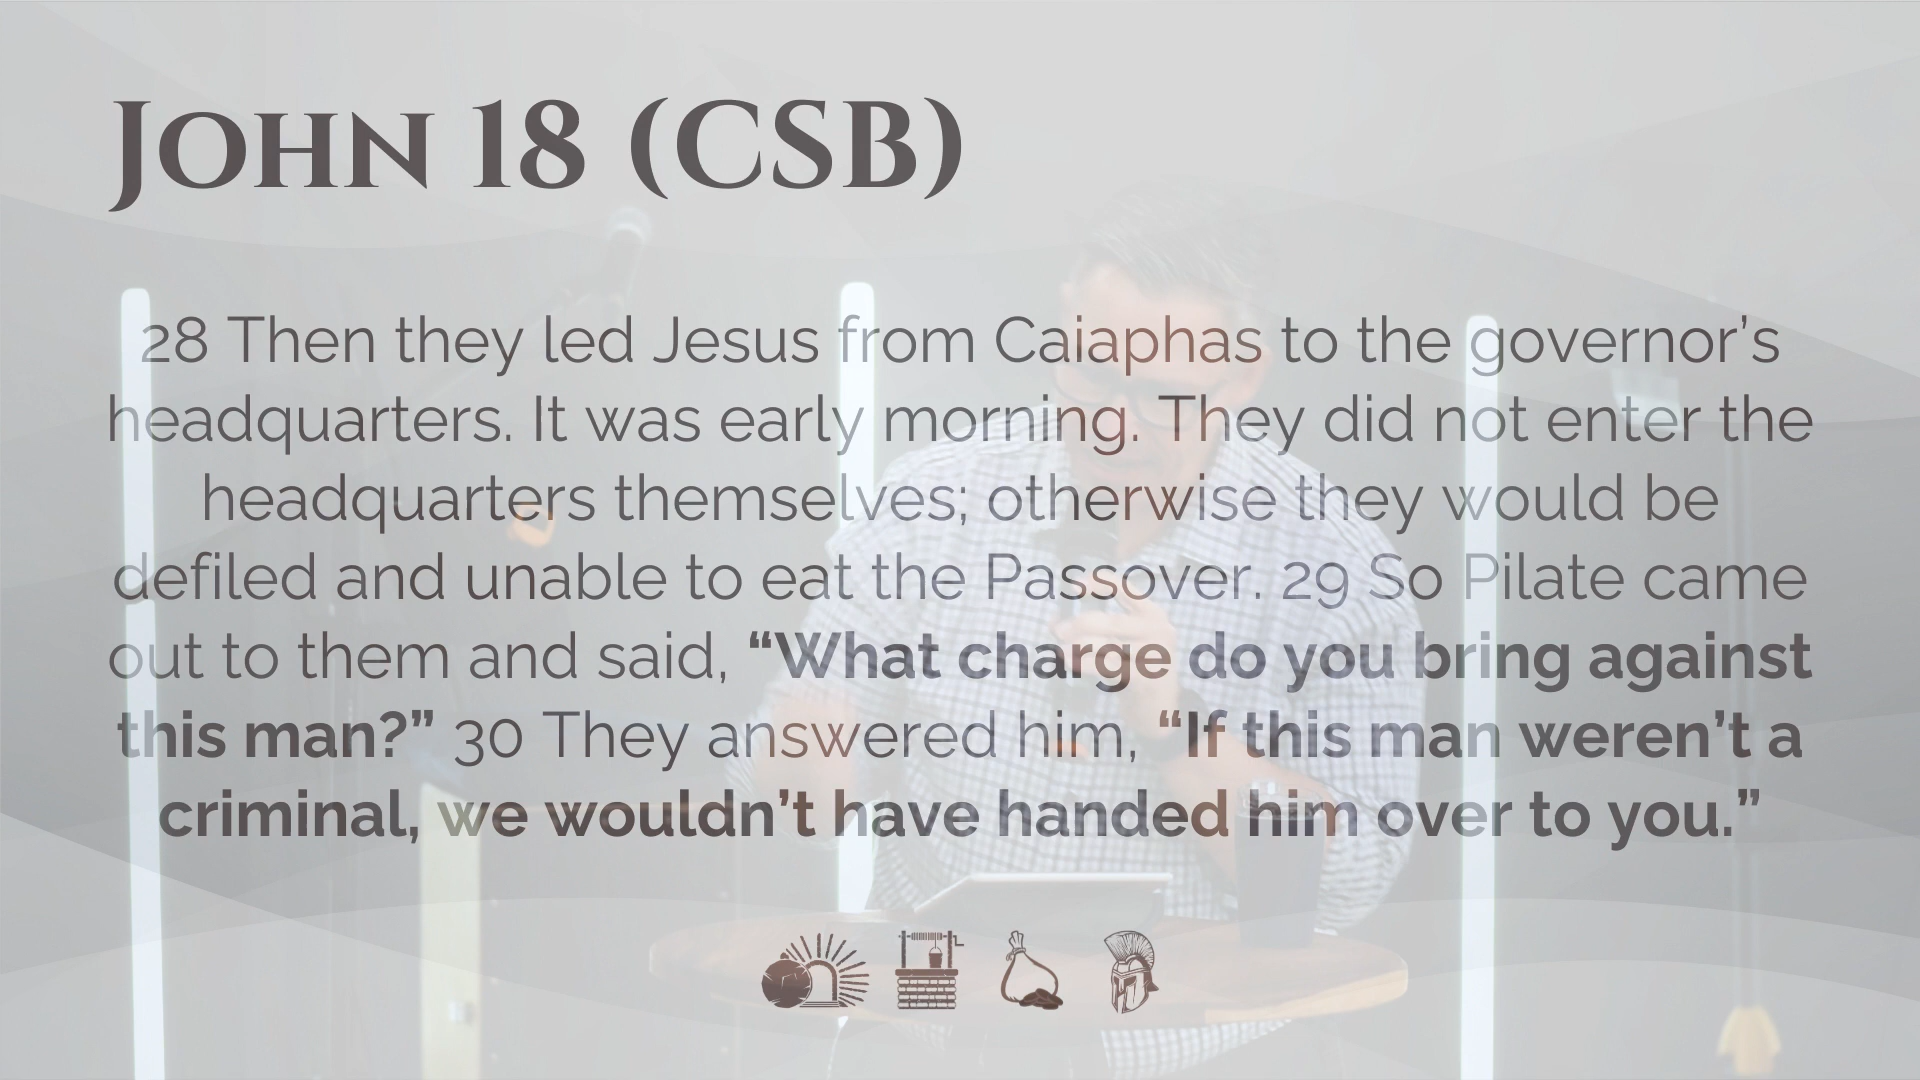 John 18 (CSB)
28 Then they led Jesus from Caiaphas to the governor’s
headquarters. It was early morning. They did not enter the
headquarters themselves; otherwise they would be
defiled and unable to eat the Passover. 29 So Pilate came
out to them and said, “What charge do you bring against
this man?” 30 They answered him, “If this man weren’t a
criminal, we wouldn’t have handed him over to you.”